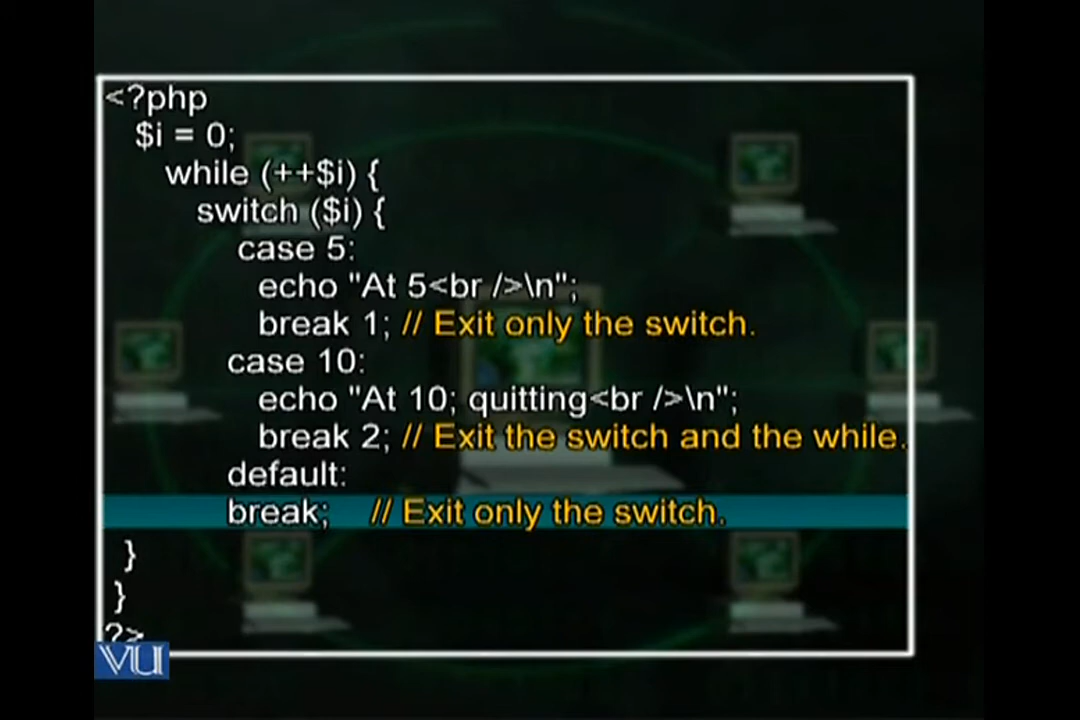 <?php
$i = 0;
while (++$i) {
switch ($i) {
case 5:
echo "At 5<br />\n";
break 1; // Exit only the switch.
case 10:
echo "At 10; quitting<br />\n";
break 2; // Exit the switch and the while.
default:
break; // Exit only the switch.
}
}
?>
VU